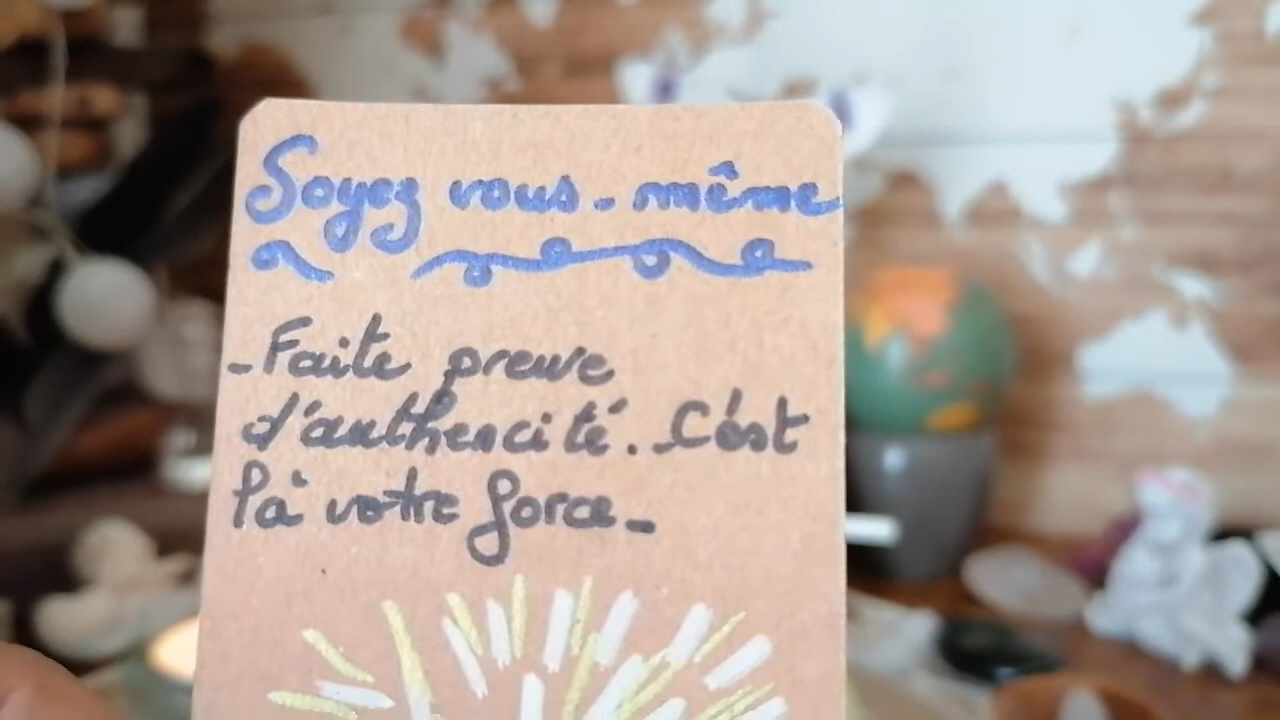 Soyez vous-même
-Faite preuve
d'authencité. C'est
là votre force-